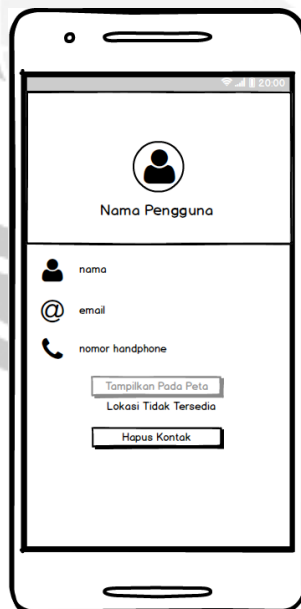 20:00
Nama Pengguna
nama
@ email
nomor handphone
Tampilkan Pada Peta
Lokasi Tidak Tersedia
Hapus Kontak